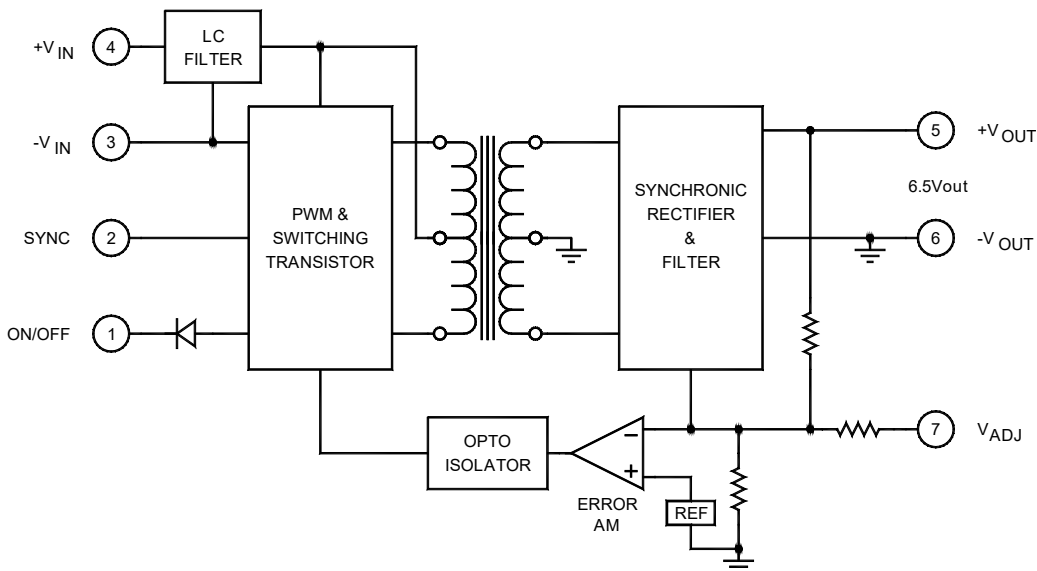 +V IN
4
LC
FILTER
-V IN
3
5
+V OUT
SYNC
2
PWM &
SWITCHING
TRANSISTOR
SYNCHRONIC
RECTIFIER
&
FILTER
6.5Vout
6
-V OUT
ON/OFF
1
OPTO
ISOLATOR
−
+
ERROR
AM
REF
7
V ADJ